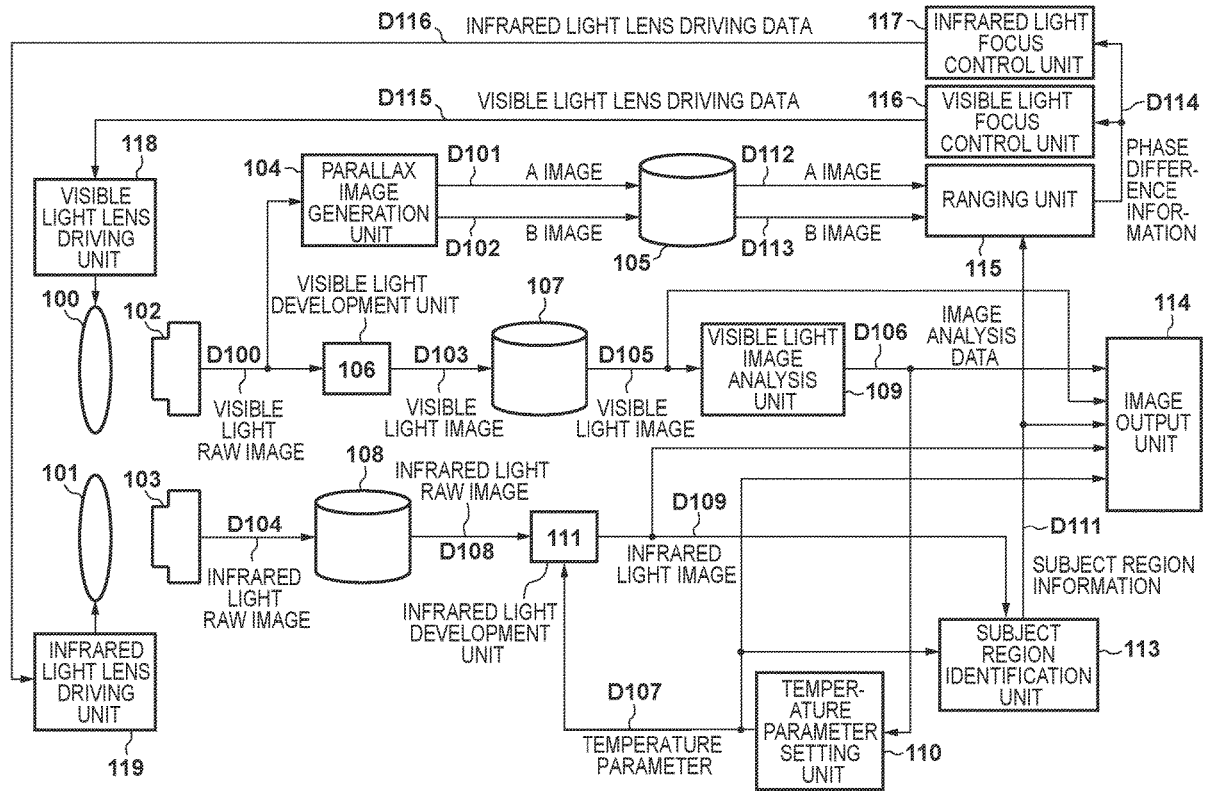 D116
INFRARED LIGHT LENS DRIVING DATA
117
INFRARED LIGHT
FOCUS
CONTROL UNIT
D115
VISIBLE LIGHT LENS DRIVING DATA
116
VISIBLE LIGHT
FOCUS
CONTROL UNIT
D114
PHASE
DIFFER-
ENCE
INFOR-
MATION
118
VISIBLE
LIGHT LENS
DRIVING
UNIT
104
PARALLAX
IMAGE
GENERATION
UNIT
D101
A IMAGE
B IMAGE
D102
105
D112
A IMAGE
B IMAGE
D113
RANGING UNIT
115
100
102
D100
VISIBLE
LIGHT
RAW IMAGE
VISIBLE LIGHT
DEVELOPMENT UNIT
106
D103
VISIBLE
LIGHT IMAGE
107
D105
VISIBLE
LIGHT IMAGE
VISIBLE LIGHT
IMAGE
ANALYSIS
UNIT
109
D106
IMAGE
ANALYSIS
DATA
114
IMAGE
OUTPUT
UNIT
101
103
D104
INFRARED
LIGHT
RAW IMAGE
108
INFRARED LIGHT
RAW IMAGE
D108
111
INFRARED LIGHT
DEVELOPMENT
UNIT
D109
INFRARED
LIGHT IMAGE
D111
SUBJECT REGION
INFORMATION
INFRARED
LIGHT LENS
DRIVING
UNIT
119
D107
TEMPERATURE
PARAMETER
TEMPER-
ATURE
PARAMETER
SETTING
UNIT
110
SUBJECT
REGION
IDENTIFICATION
UNIT
113